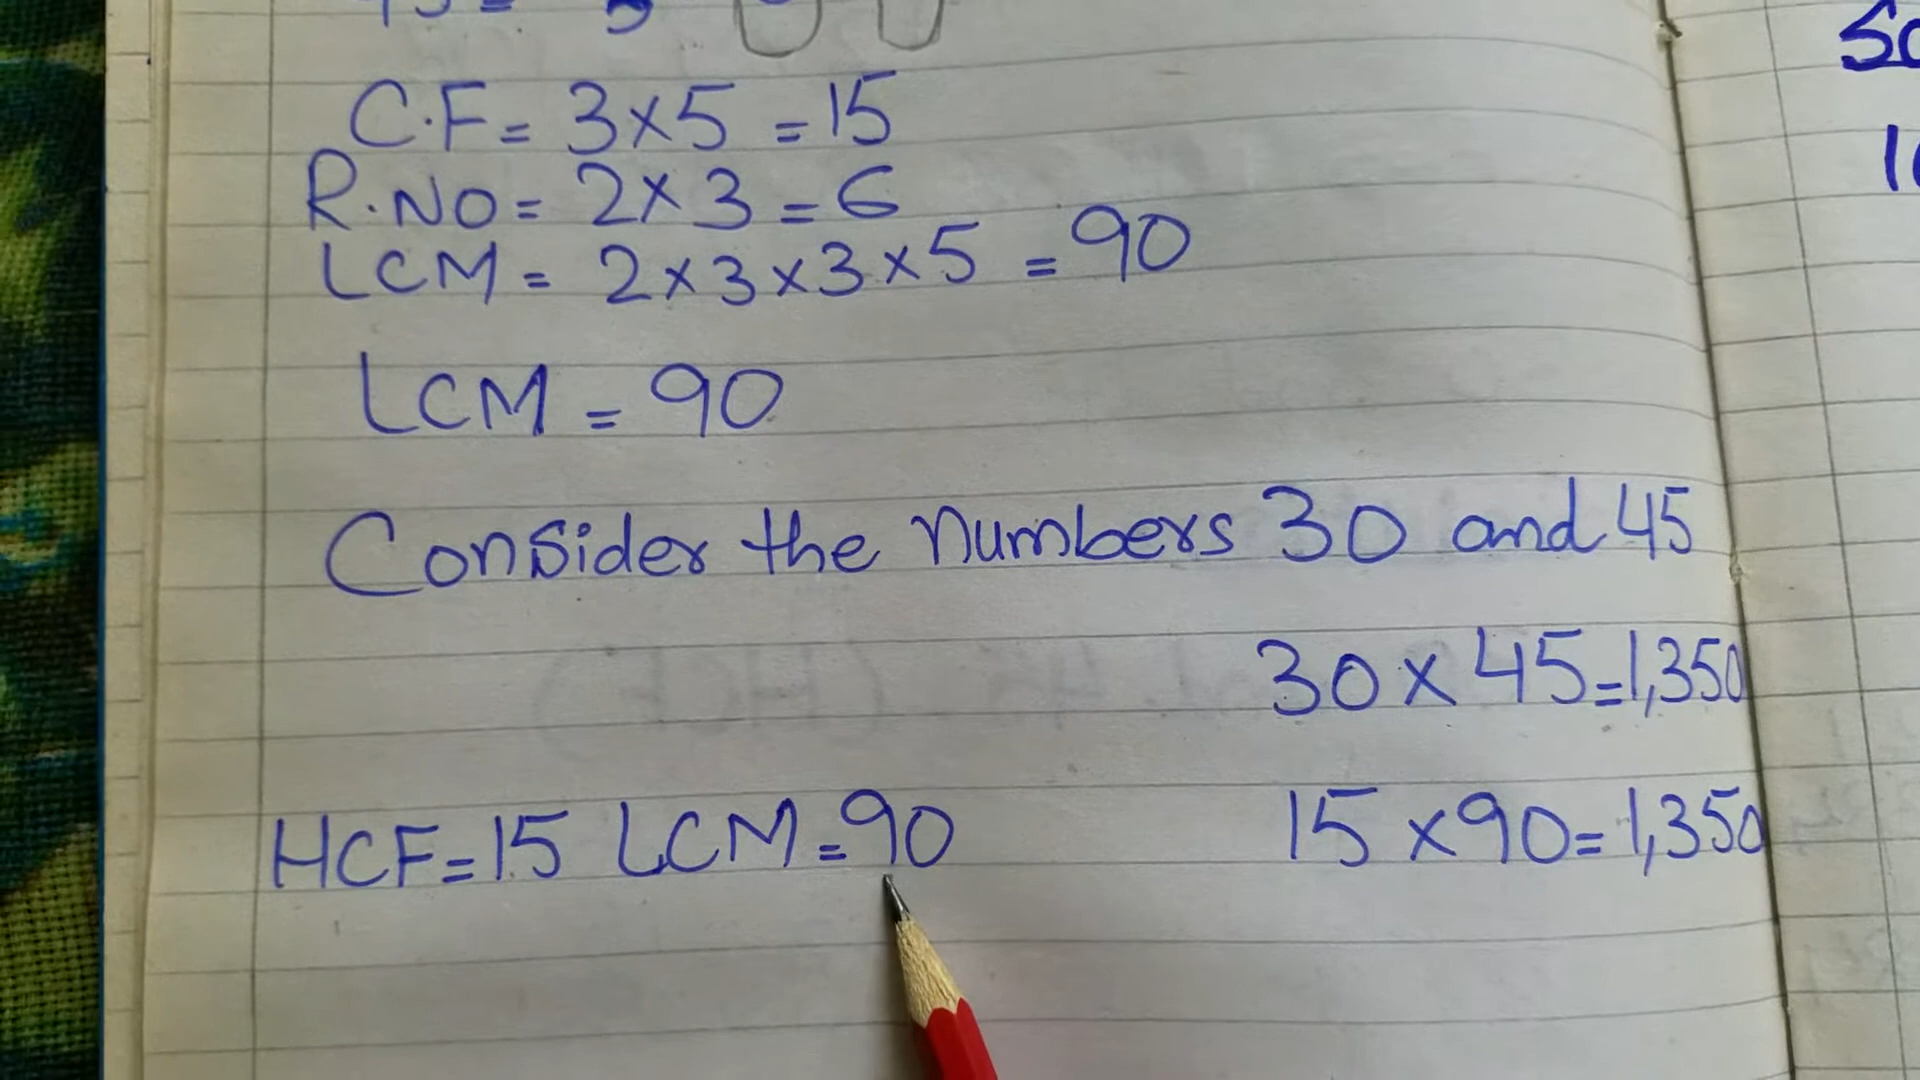 C.F = 3×5 = 15
R.NO = 2×3 = 6
LCM = 2×3×3×5 = 90
LCM = 90
Consider the numbers 30 and 45
30 × 45 = 1,350
HCF = 15 LCM = 90 15 × 90 = 1,350